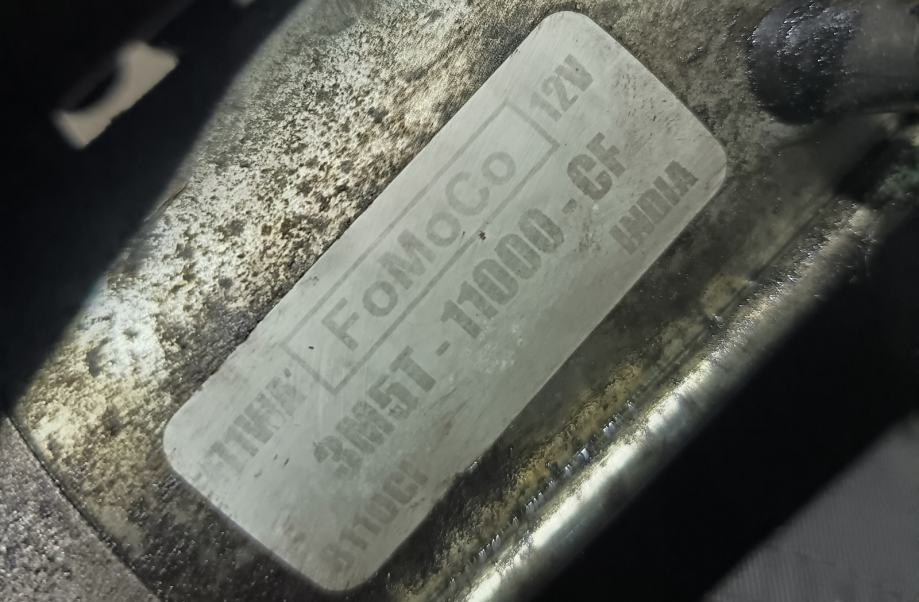 FoMoCo 12V
3M5T-11000-CF
INDIA